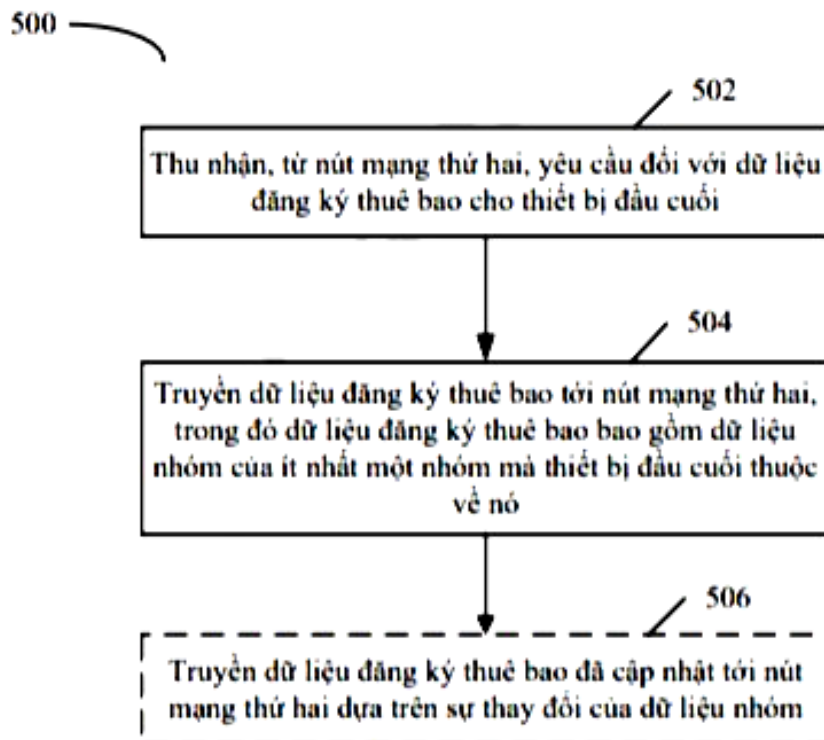 500
502
Thu nhận, từ nút mạng thứ hai, yêu cầu đối với dữ liệu
đăng ký thuê bao cho thiết bị đầu cuối
504
Truyền dữ liệu đăng ký thuê bao tới nút mạng thứ hai,
trong đó dữ liệu đăng ký thuê bao bao gồm dữ liệu
nhóm của ít nhất một nhóm mà thiết bị đầu cuối thuộc
về nó
506
Truyền dữ liệu đăng ký thuê bao đã cập nhật tới nút
mạng thứ hai dựa trên sự thay đổi của dữ liệu nhóm